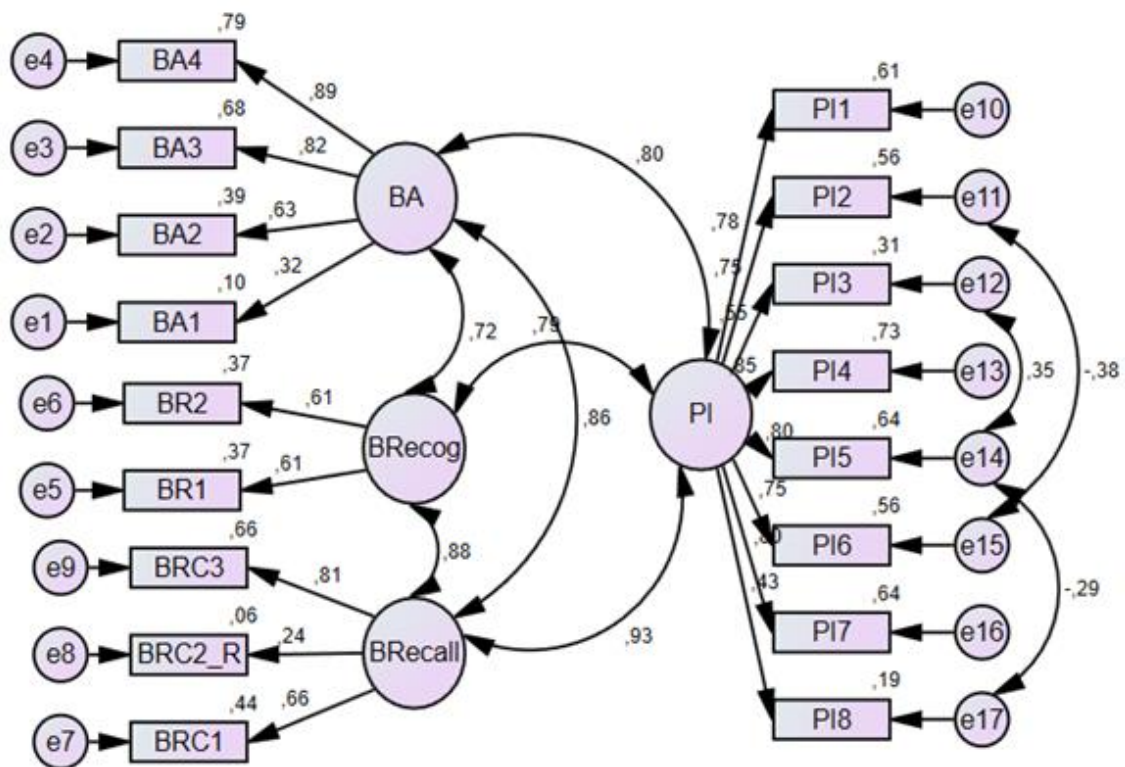 ,79
e4
BA4
,89
,68
e3
BA3
,82
,39
e2
BA2
,63
,10
e1
BA1
,32
BA
,37
e6
BR2
,61
,37
e5
BR1
,61
BRecog
,66
e9
BRC3
,81
,06
e8
BRC2_R
,24
,44
e7
BRC1
,66
BRecall
,80
,72
,79
,86
,88
,93
PI
,61
PI1
e10
,78
,56
PI2
e11
,75
,31
PI3
e12
,55
,73
PI4
e13
,85
,64
PI5
e14
,80
,56
PI6
e15
,75
,64
PI7
e16
,80
,19
PI8
e17
,43
,35
-,38
-,29